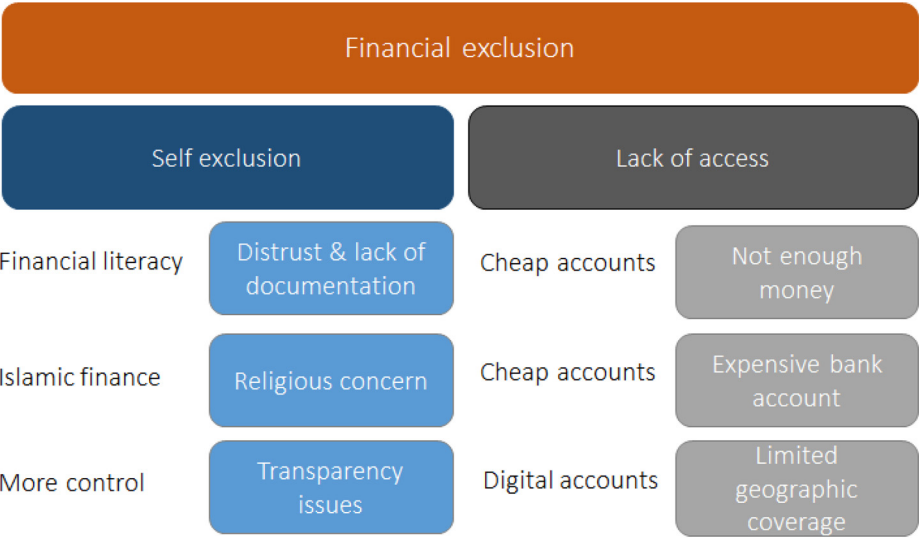 Financial exclusion
Self exclusion
Lack of access
Financial literacy
Distrust & lack of
documentation
Cheap accounts
Not enough
money
Islamic finance
Religious concern
Cheap accounts
Expensive bank
account
More control
Transparency
issues
Digital accounts
Limited
geographic
coverage